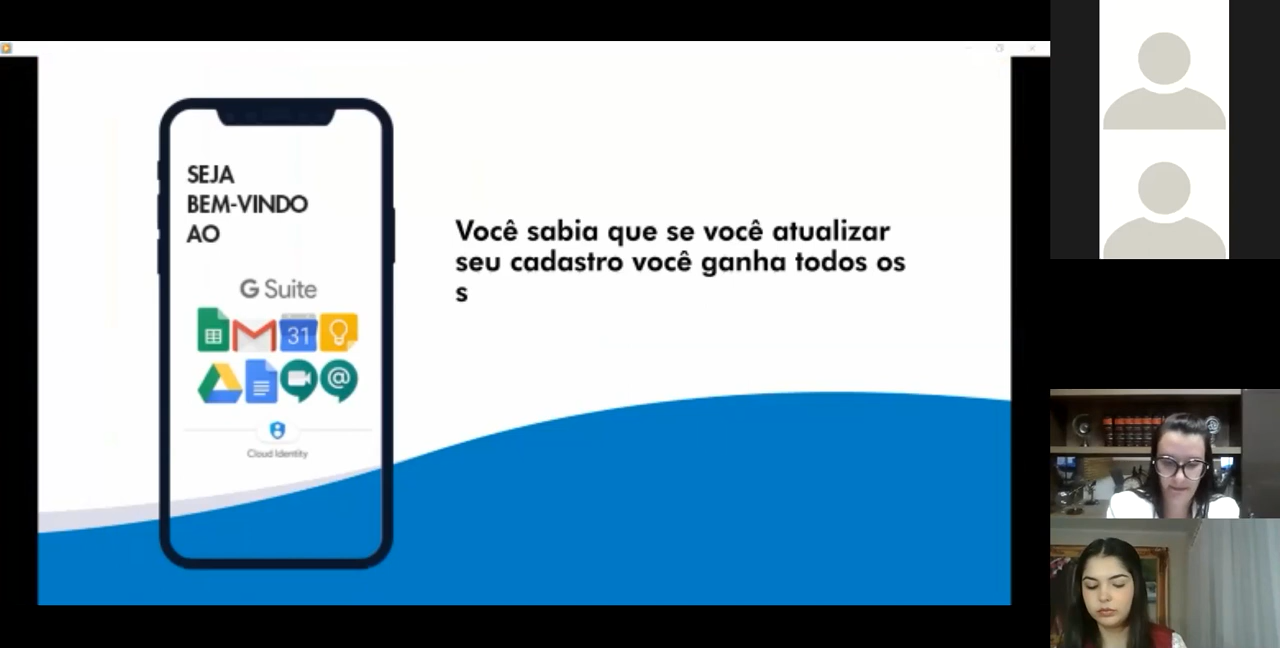 SEJA
BEM-VINDO
AO
G Suite
31
Cloud Identity
Você sabia que se você atualizar
seu cadastro você ganha todos os
s